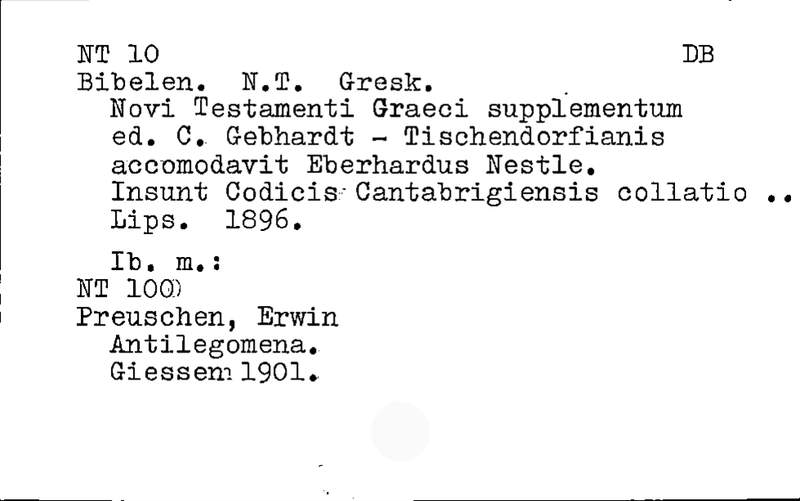 NT 10 DB
Bibelen. N.T. Gresk.
Novi Testamenti Graeci supplementum
ed. C. Gebhardt - Tischendorfianis
accomodavit Eberhardus Nestle.
Insunt Codicis Cantabrigiensis collatio ..
Lips. 1896.
Ib. m.:
NT 100)
Preuschen, Erwin
Antilegomena.
Giessen 1901.